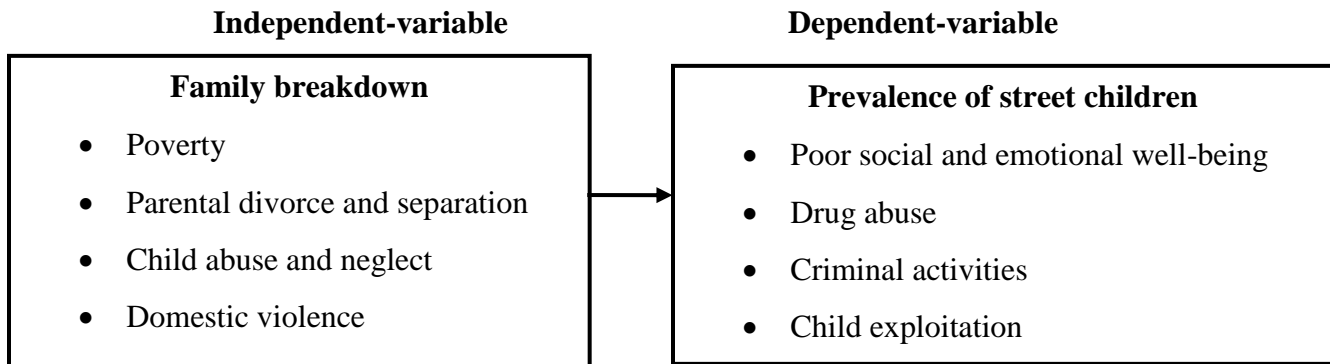 Independent-variable
Dependent-variable
Family breakdown
• Poverty
• Parental divorce and separation
• Child abuse and neglect
• Domestic violence
Prevalence of street children
• Poor social and emotional well-being
• Drug abuse
• Criminal activities
• Child exploitation